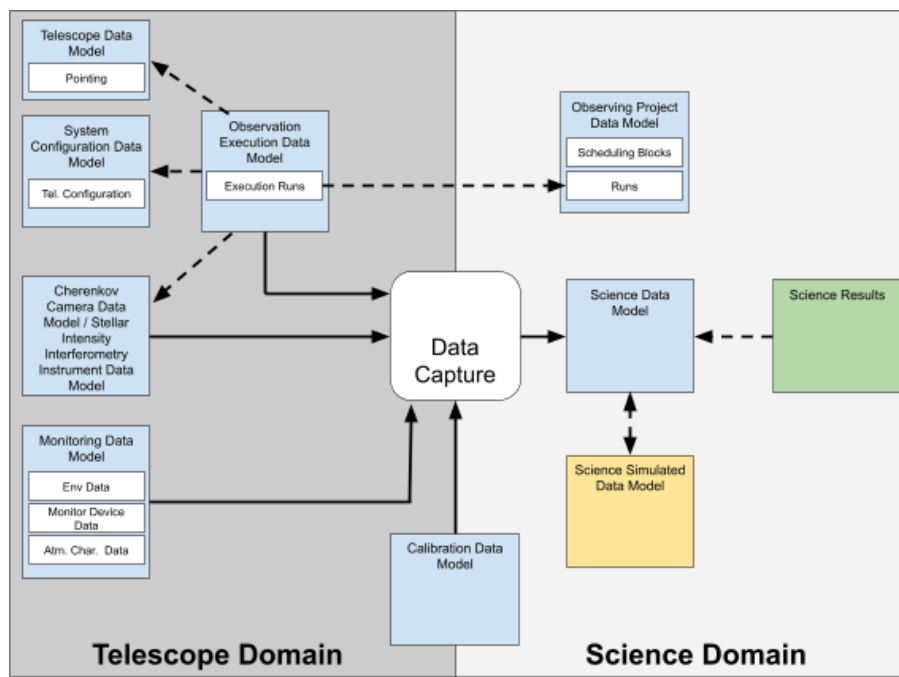 Telescope Data
Model
Pointing
System
Configuration Data
Model
Tel. Configuration
Observation
Execution Data
Model
Execution Runs
Observing Project
Data Model
Scheduling Blocks
Runs
Cherenkov
Camera Data
Model / Stellar
Intensity
Interferometry
Instrument Data
Model
Data
Capture
Science Data
Model
Science Results
Monitoring Data
Model
Env Data
Monitor Device
Data
Atm. Char. Data
Science Simulated
Data Model
Calibration Data
Model
Telescope Domain
Science Domain